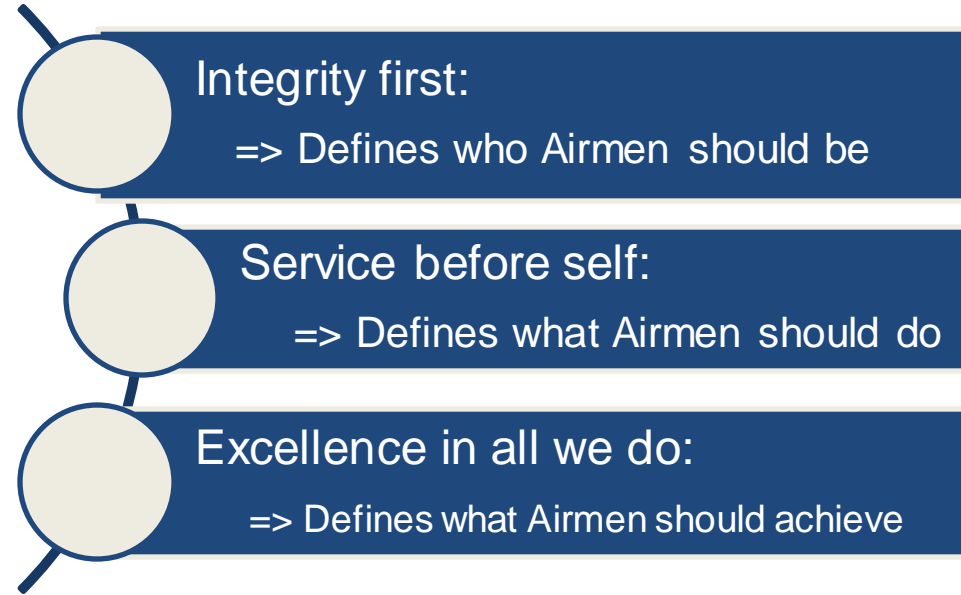 Integrity first:
=> Defines who Airmen should be
Service before self:
=> Defines what Airmen should do
Excellence in all we do:
=> Defines what Airmen should achieve